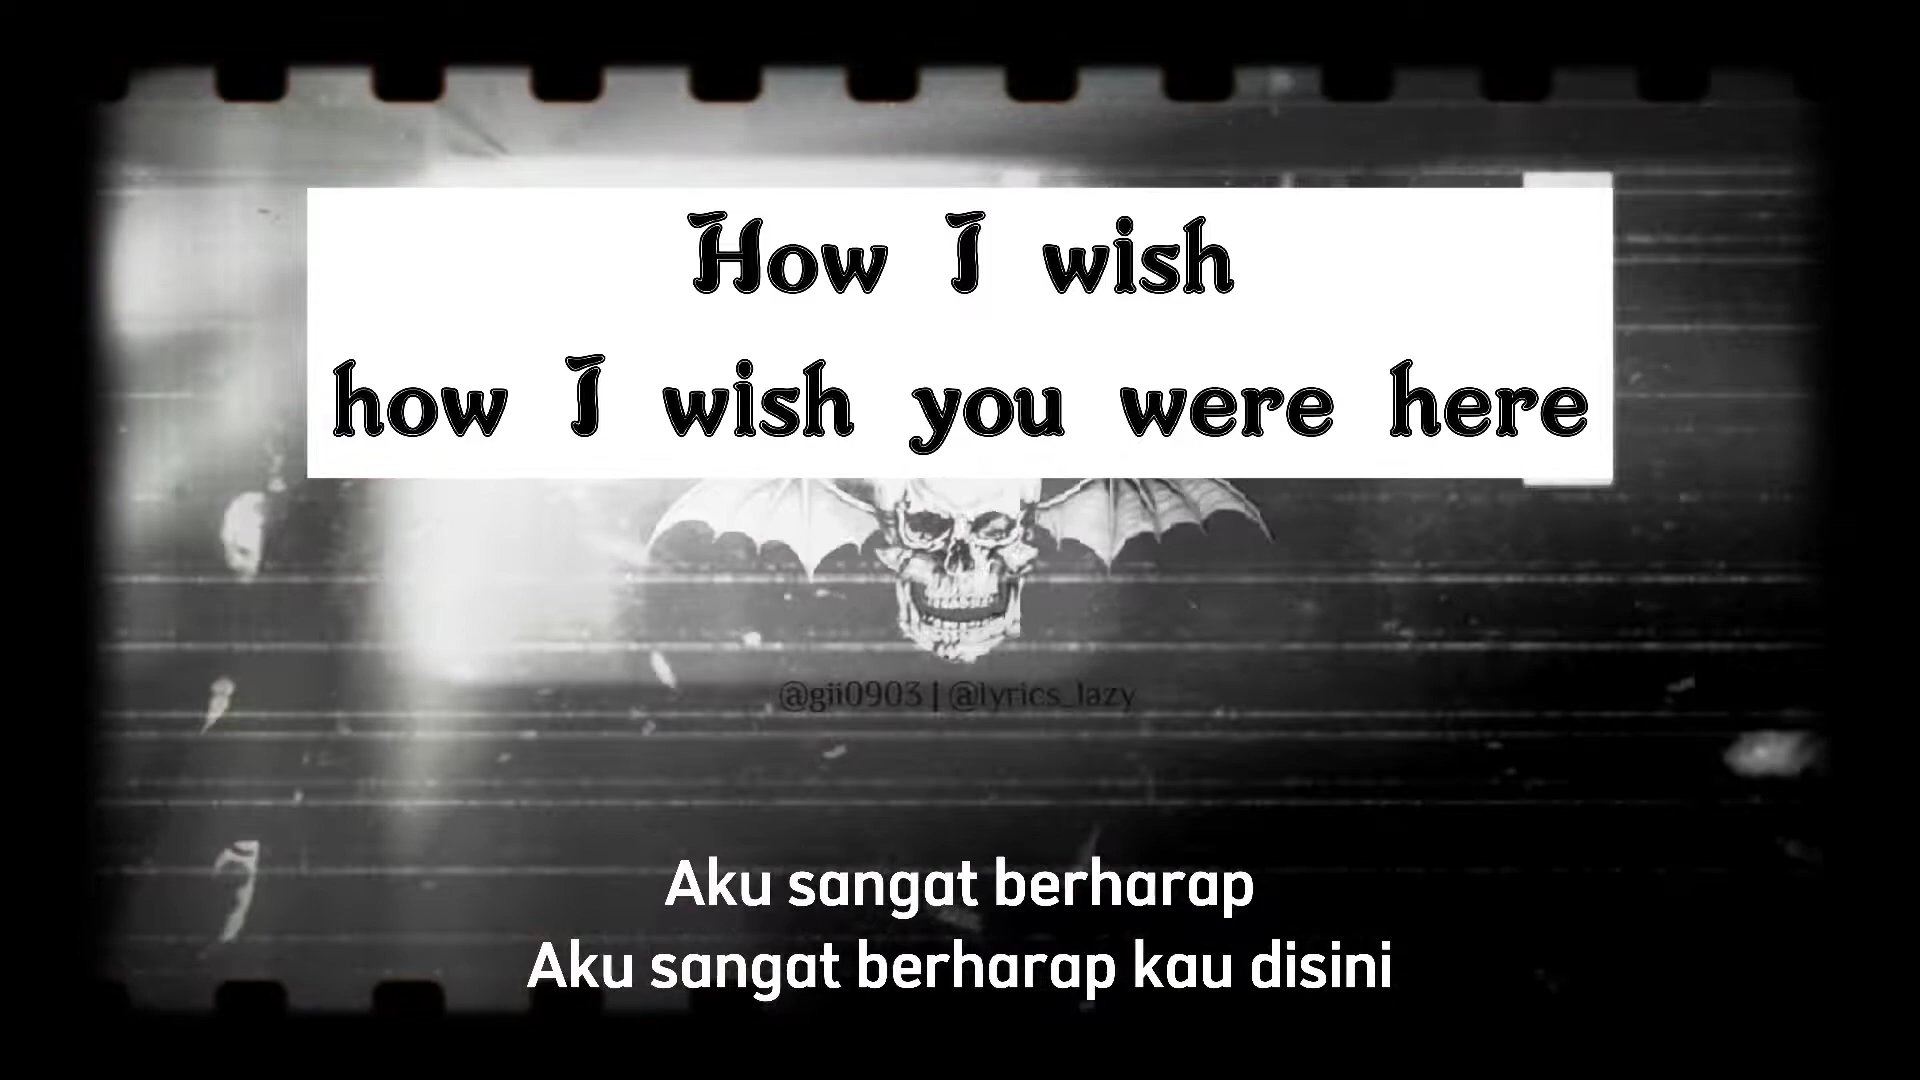 How I wish
how I wish you were here
@gii0903 | @lyrics_lazy
Aku sangat berharap
Aku sangat berharap kau disini